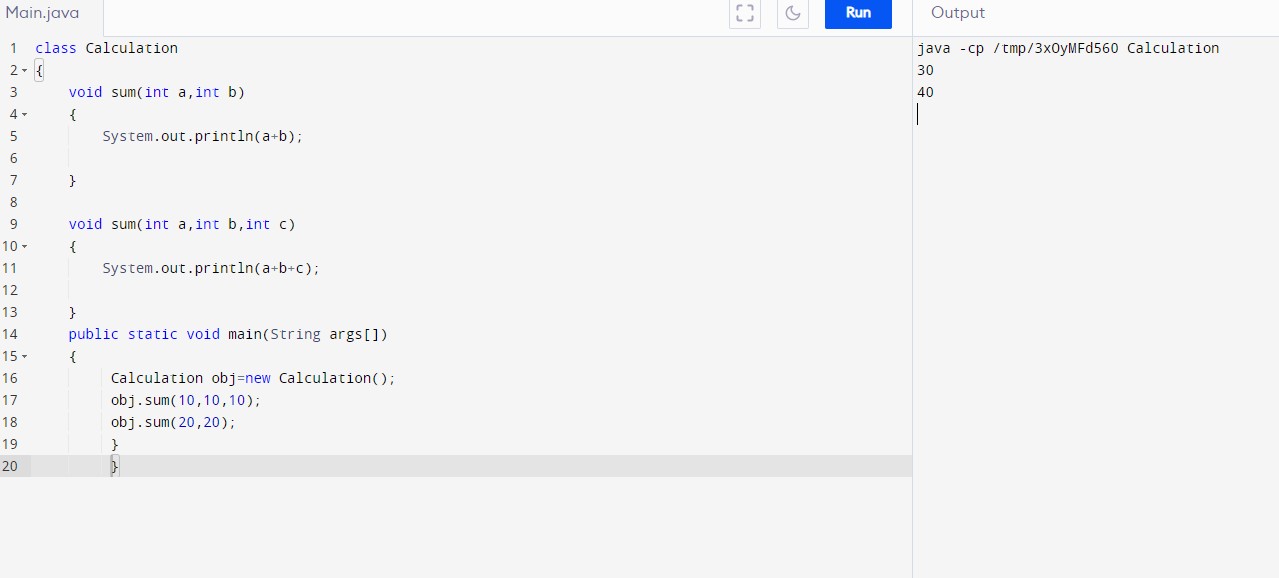 Main.java
Run
Output
1 class Calculation
2 {
3     void sum(int a,int b)
4     {
5         System.out.println(a+b);
6
7     }
8
9     void sum(int a,int b,int c)
10     {
11         System.out.println(a+b+c);
12
13     }
14     public static void main(String args[])
15     {
16          Calculation obj=new Calculation();
17          obj.sum(10,10,10);
18          obj.sum(20,20);
19          }
20          }
java -cp /tmp/3xOyMFd560 Calculation
30
40